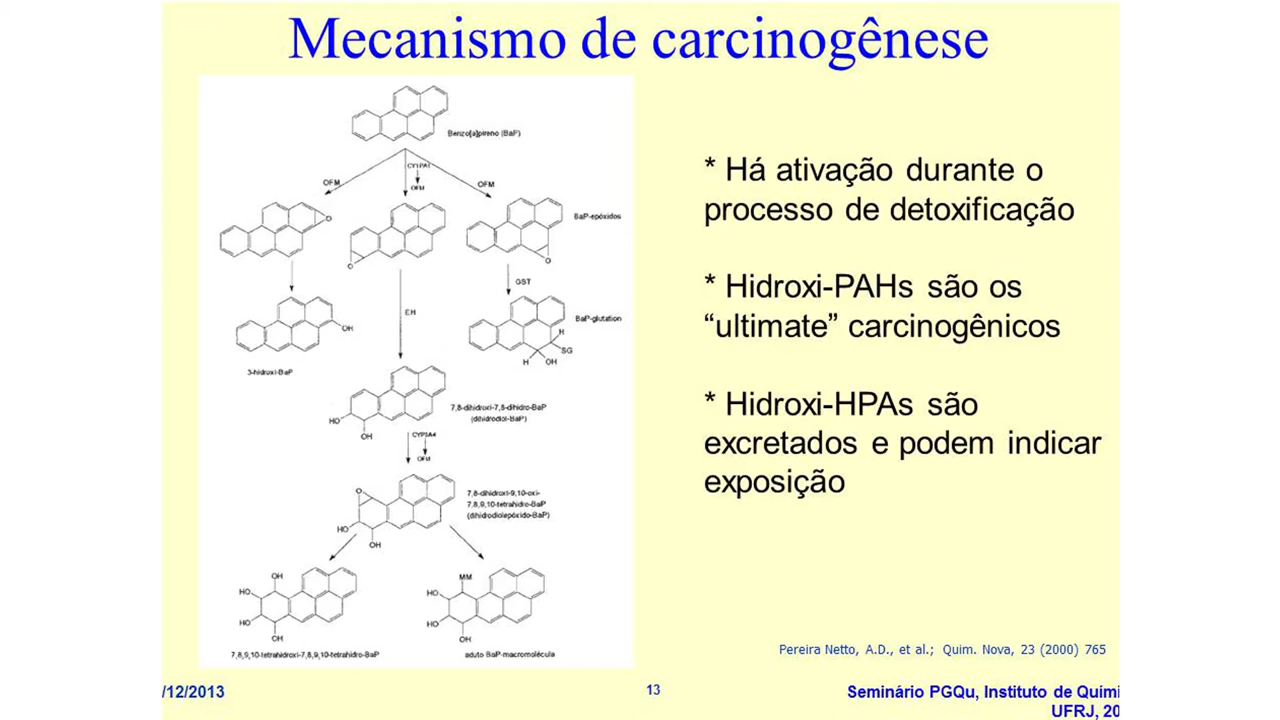 Mecanismo de carcinogênese
Benzo[a]pireno (BaP)
OFM
CY1PA1
OFM
OFM
BaP-epóxidos
O
O
O
GST
EH
OH
BaP-glutation
H
SG
H
OH
3-hidroxi-BaP
HO
OH
7,8-dihidroxi-7,8-dihidro-BaP
(dihidrodiol-BaP)
CYP3A4
OFM
O
HO
OH
7,8-dihidroxi-9,10-oxi-
7,8,9,10-tetrahidro-BaP
(dihidrodiolepóxido-BaP)
OH
HO
HO
OH
MM
HO
HO
OH
7,8,9,10-tetrahidroxi-7,8,9,10-tetrahidro-BaP
aduto BaP-macromolécula
* Há ativação durante o
processo de detoxificação
* Hidroxi-PAHs são os
“ultimate” carcinogênicos
* Hidroxi-HPAs são
excretados e podem indicar
exposição
Pereira Netto, A.D., et al.; Quim. Nova, 23 (2000) 765
/12/2013
13
Seminário PGQu, Instituto de Quími
UFRJ, 20